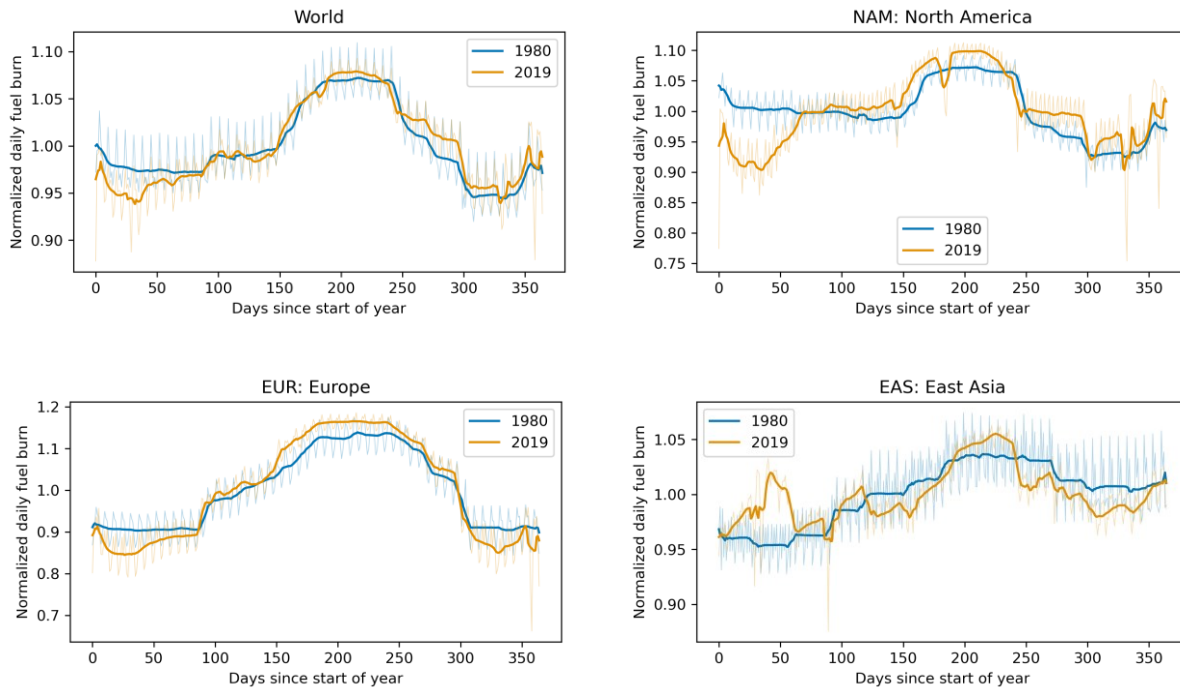 World
1980
2019
Normalized daily fuel burn
1.10
1.05
1.00
0.95
0.90
0 50 100 150 200 250 300 350
Days since start of year
NAM: North America
1980
2019
Normalized daily fuel burn
1.10
1.05
1.00
0.95
0.90
0.85
0.80
0.75
0 50 100 150 200 250 300 350
Days since start of year
EUR: Europe
1980
2019
Normalized daily fuel burn
1.2
1.1
1.0
0.9
0.8
0.7
0 50 100 150 200 250 300 350
Days since start of year
EAS: East Asia
1980
2019
Normalized daily fuel burn
1.05
1.00
0.95
0.90
0 50 100 150 200 250 300 350
Days since start of year